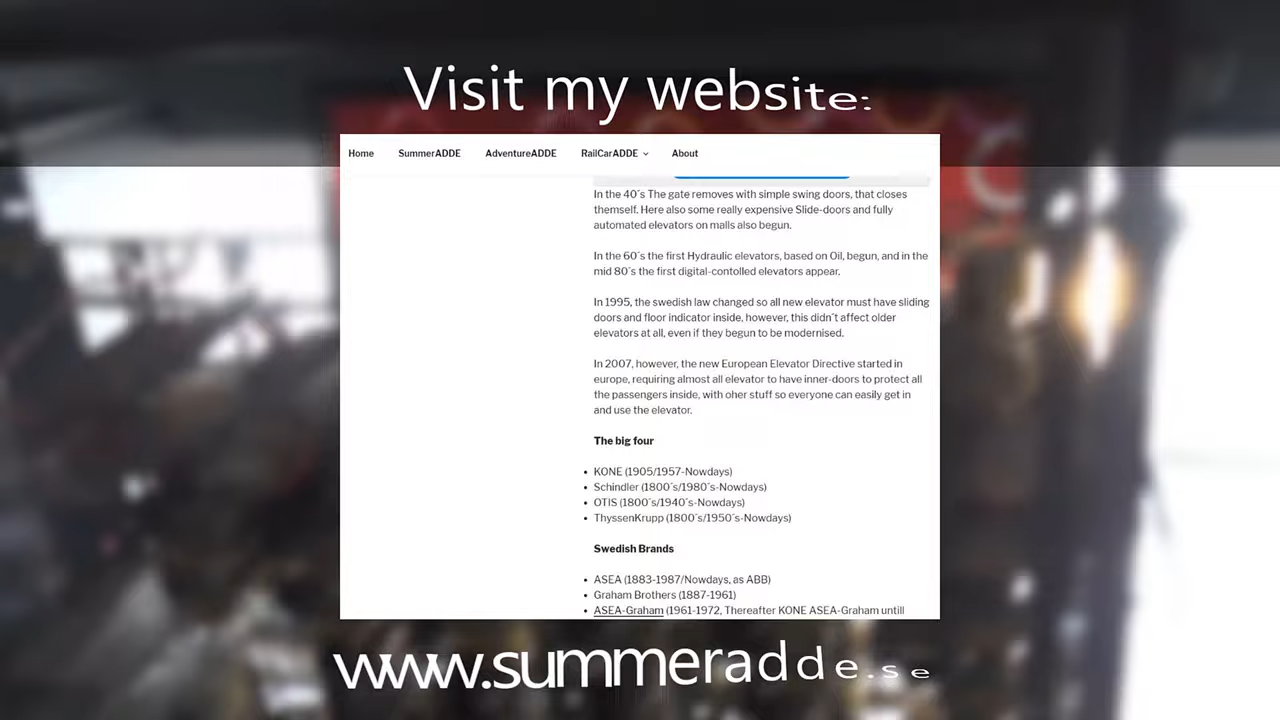 Visit my website:
Home SummerADDE AdventureADDE RailCarADDE About
In the 40´s The gate removes with simple swing doors, that closes
themself. Here also some really expensive Slide-doors and fully
automated elevators on malls also begun.
In the 60´s the first Hydraulic elevators, based on Oil, begun, and in the
mid 80´s the first digital-contolled elevators appear.
In 1995, the swedish law changed so all new elevator must have sliding
doors and floor indicator inside, however, this didn´t affect older
elevators at all, even if they begun to be modernised.
In 2007, however, the new European Elevator Directive started in
europe, requiring almost all elevator to have inner-doors to protect all
the passengers inside, with oher stuff so everyone can easily get in
and use the elevator.
The big four
• KONE (1905/1957-Nowdays)
• Schindler (1800´s/1980´s-Nowdays)
• OTIS (1800´s/1940´s-Nowdays)
• ThyssenKrupp (1800´s/1950´s-Nowdays)
Swedish Brands
• ASEA (1883-1987/Nowdays, as ABB)
• Graham Brothers (1887-1961)
• ASEA-Graham (1961-1972, Thereafter KONE ASEA-Graham untill
www.summeradde.se